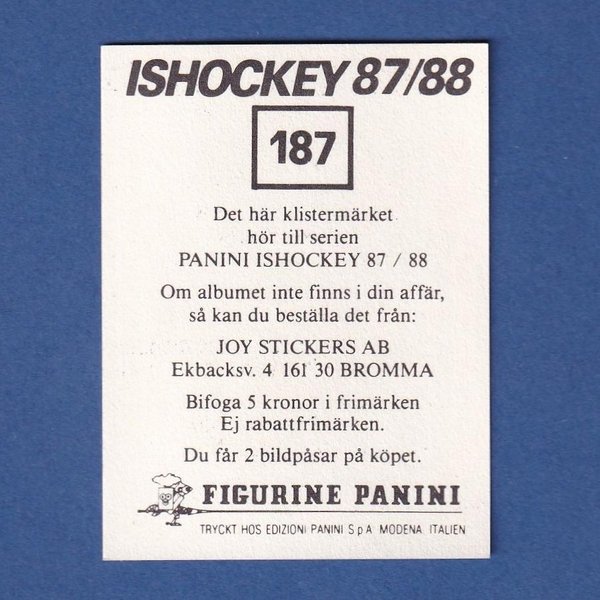 ISHOCKEY 87/88
187
Det här klistermärket
hör till serien
PANINI ISHOCKEY 87 / 88
Om albumet inte finns i din affär,
så kan du beställa det från:
JOY STICKERS AB
Ekbacksv. 4 161 30 BROMMA
Bifoga 5 kronor i frimärken
Ej rabattfrimärken.
Du får 2 bildpåsar på köpet.
FIGURINE PANINI
TRYCKT HOS EDIZIONI PANINI S.p.A. MODENA. ITALIEN